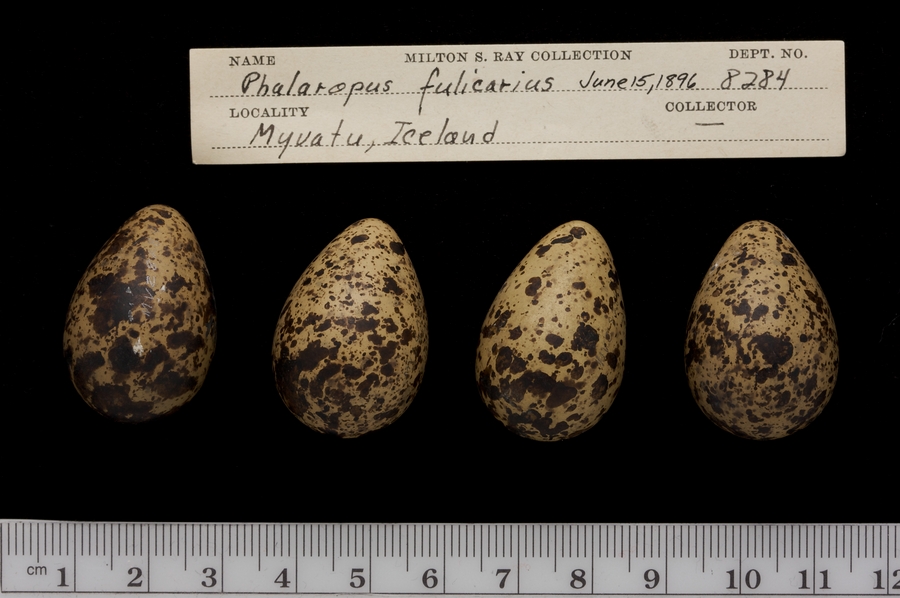 NAME MILTON S. RAY COLLECTION DEPT. NO.
Phalaropus fulicarius June 15, 1896 8284
LOCALITY COLLECTOR
Myvatu, Iceland —
cm 1 2 3 4 5 6 7 8 9 10 11 12